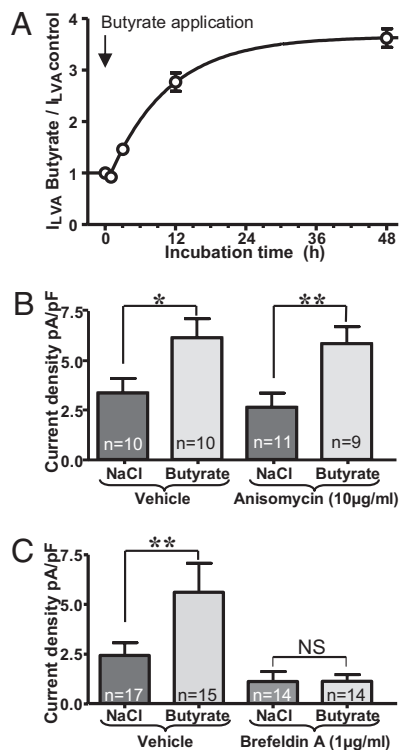 A
Butyrate application
I LVA Butyrate / I LVA control
4
3
2
1
0
0 12 24 36 48
Incubation time (h)
B
Current density pA/pF
7.5
5.0
2.5
0.0
* **
n=10 n=10 n=11 n=9
NaCl Butyrate NaCl Butyrate
Vehicle Anisomycin (10µg/ml)
C
Current density pA/pF
7.5
5.0
2.5
0.0
** NS
n=17 n=15 n=14 n=14
NaCl Butyrate NaCl Butyrate
Vehicle Brefeldin A (1µg/ml)